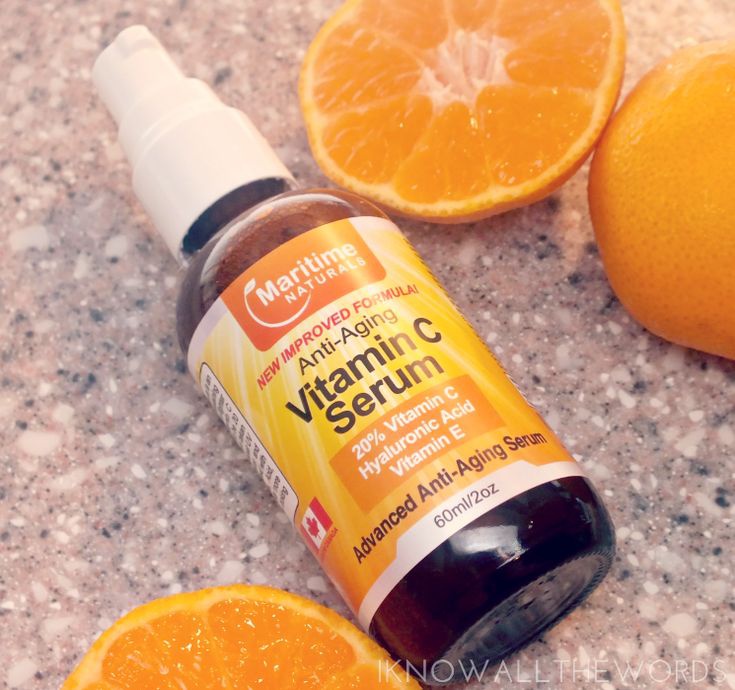 Maritime
NATURALS
NEW IMPROVED FORMULA!
Anti-Aging
Vitamin C
Serum
20% Vitamin C
Hyaluronic Acid
Vitamin E
Advanced Anti-Aging Serum
60ml/2oz
IKNOWALLTHEWORDS